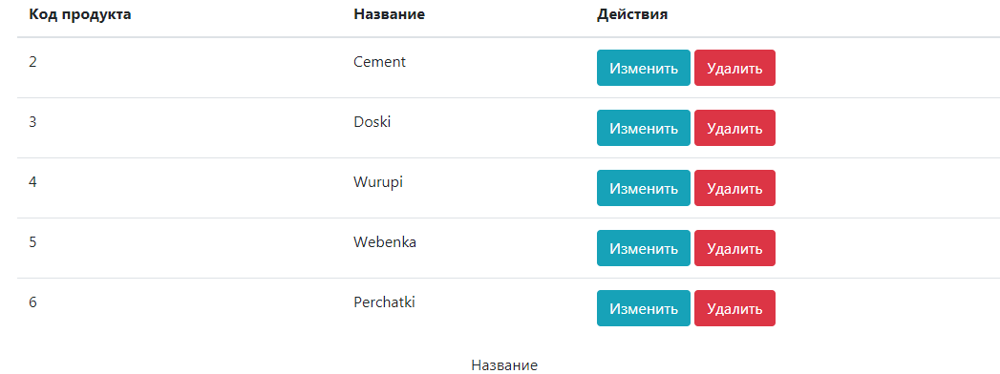 Код продукта Название Действия
2 Cement Изменить Удалить
3 Doski Изменить Удалить
4 Wurupi Изменить Удалить
5 Webenka Изменить Удалить
6 Perchatki Изменить Удалить
Название